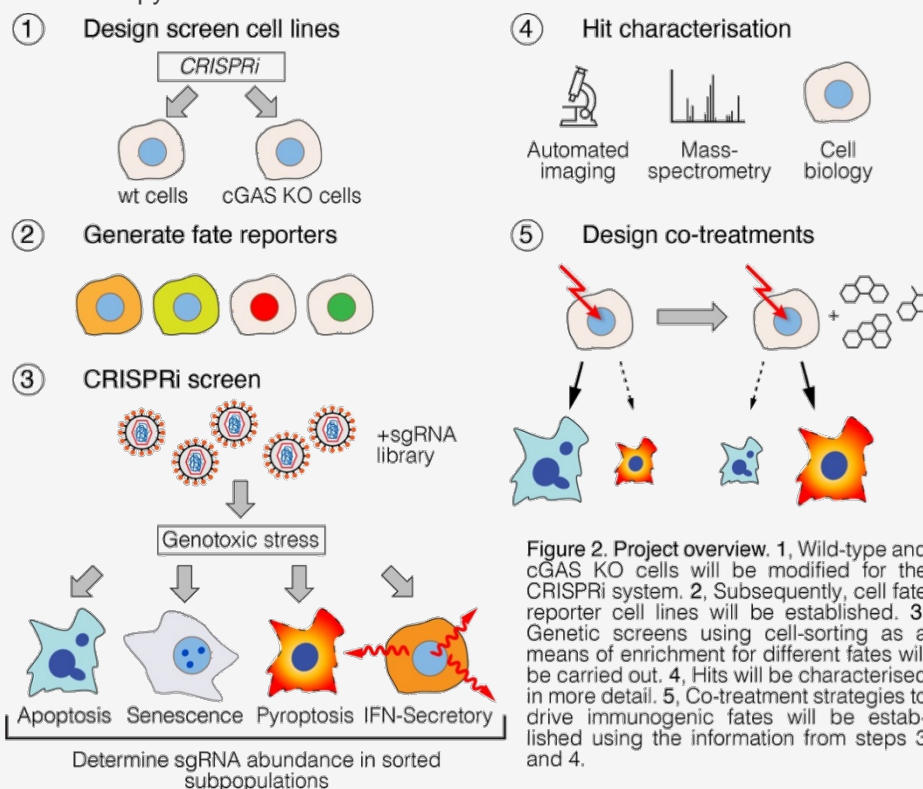 1 Design screen cell lines
CRISPRi
wt cells cGAS KO cells
2 Generate fate reporters
3 CRISPRi screen
+sgRNA
library
Genotoxic stress
Apoptosis Senescence Pyroptosis IFN-Secretory
Determine sgRNA abundance in sorted
subpopulations
4 Hit characterisation
Automated
imaging
Mass-
spectrometry
Cell
biology
5 Design co-treatments
+
Figure 2. Project overview. 1, Wild-type and
cGAS KO cells will be modified for the
CRISPRi system. 2, Subsequently, cell fate
reporter cell lines will be established. 3
Genetic screens using cell-sorting as a
means of enrichment for different fates wil
be carried out. 4, Hits will be characterised
in more detail. 5, Co-treatment strategies to
drive immunogenic fates will be estab-
lished using the information from steps 3
and 4.